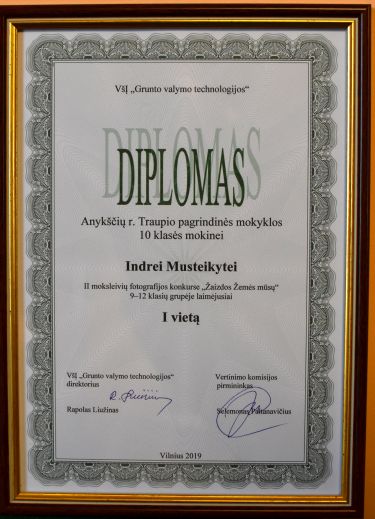 VšĮ „Grunto valymo technologijos“
DIPLOMAS
Anykščių r. Traupio pagrindinės mokyklos
10 klasės mokinei
Indrei Musteikytei
II moksleivių fotografijos konkurse „Žaizdos Žemės mūsų“
9–12 klasių grupėje laimėjusiai
I vietą
VšĮ „Grunto valymo technologijos“
direktorius
Rapolas Liužinas
Vertinimo komisijos
pirmininkas
Selemonas Paltanavičius
Vilnius 2019